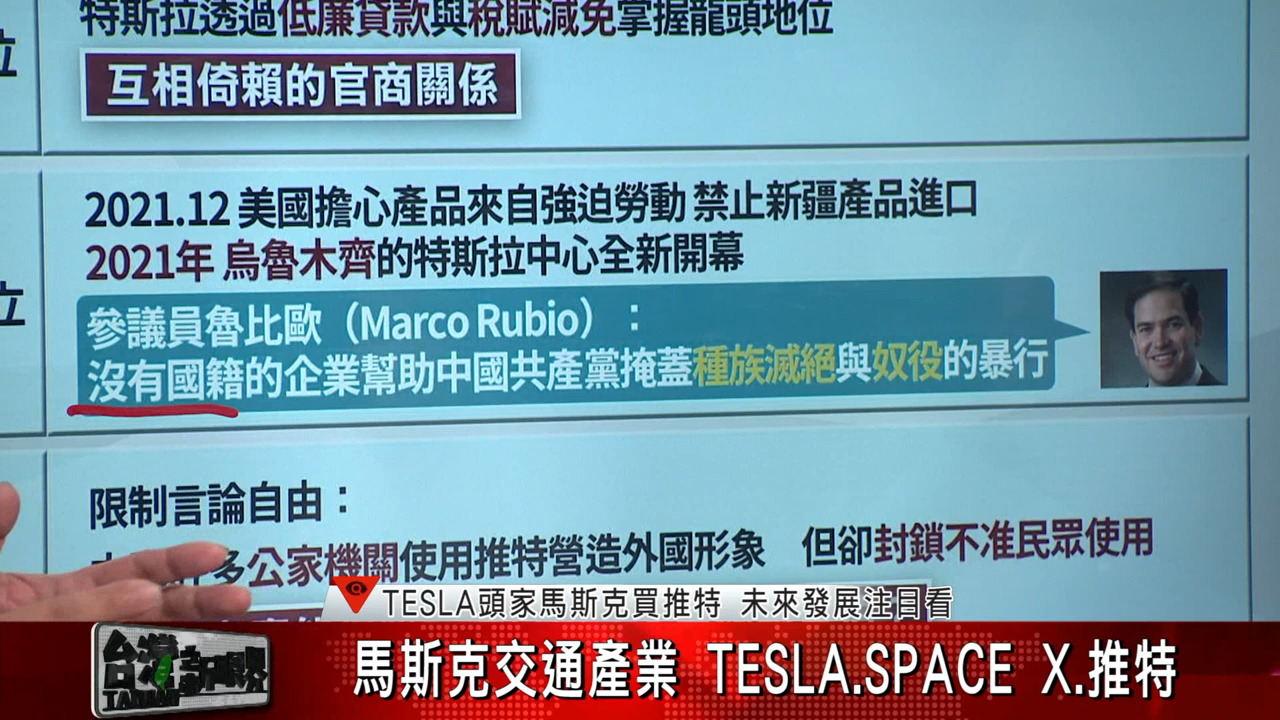 特斯拉透過低廉貸款與稅賦減免掌握龍頭地位
位
互相倚賴的官商關係
2021.12 美國擔心產品來自強迫勞動 禁止新疆產品進口
2021年 烏魯木齊的特斯拉中心全新開幕
位
參議員魯比歐（Marco Rubio）：
沒有國籍的企業幫助中國共產黨掩蓋種族滅絕與奴役的暴行
限制言論自由：
多公家機關使用推特營造外國形象 但卻封鎖不准民眾使用
TESLA頭家馬斯克買推特 未來發展注目看
台灣新眼界
TAIWAN
馬斯克交通產業 TESLA.SPACE X.推特